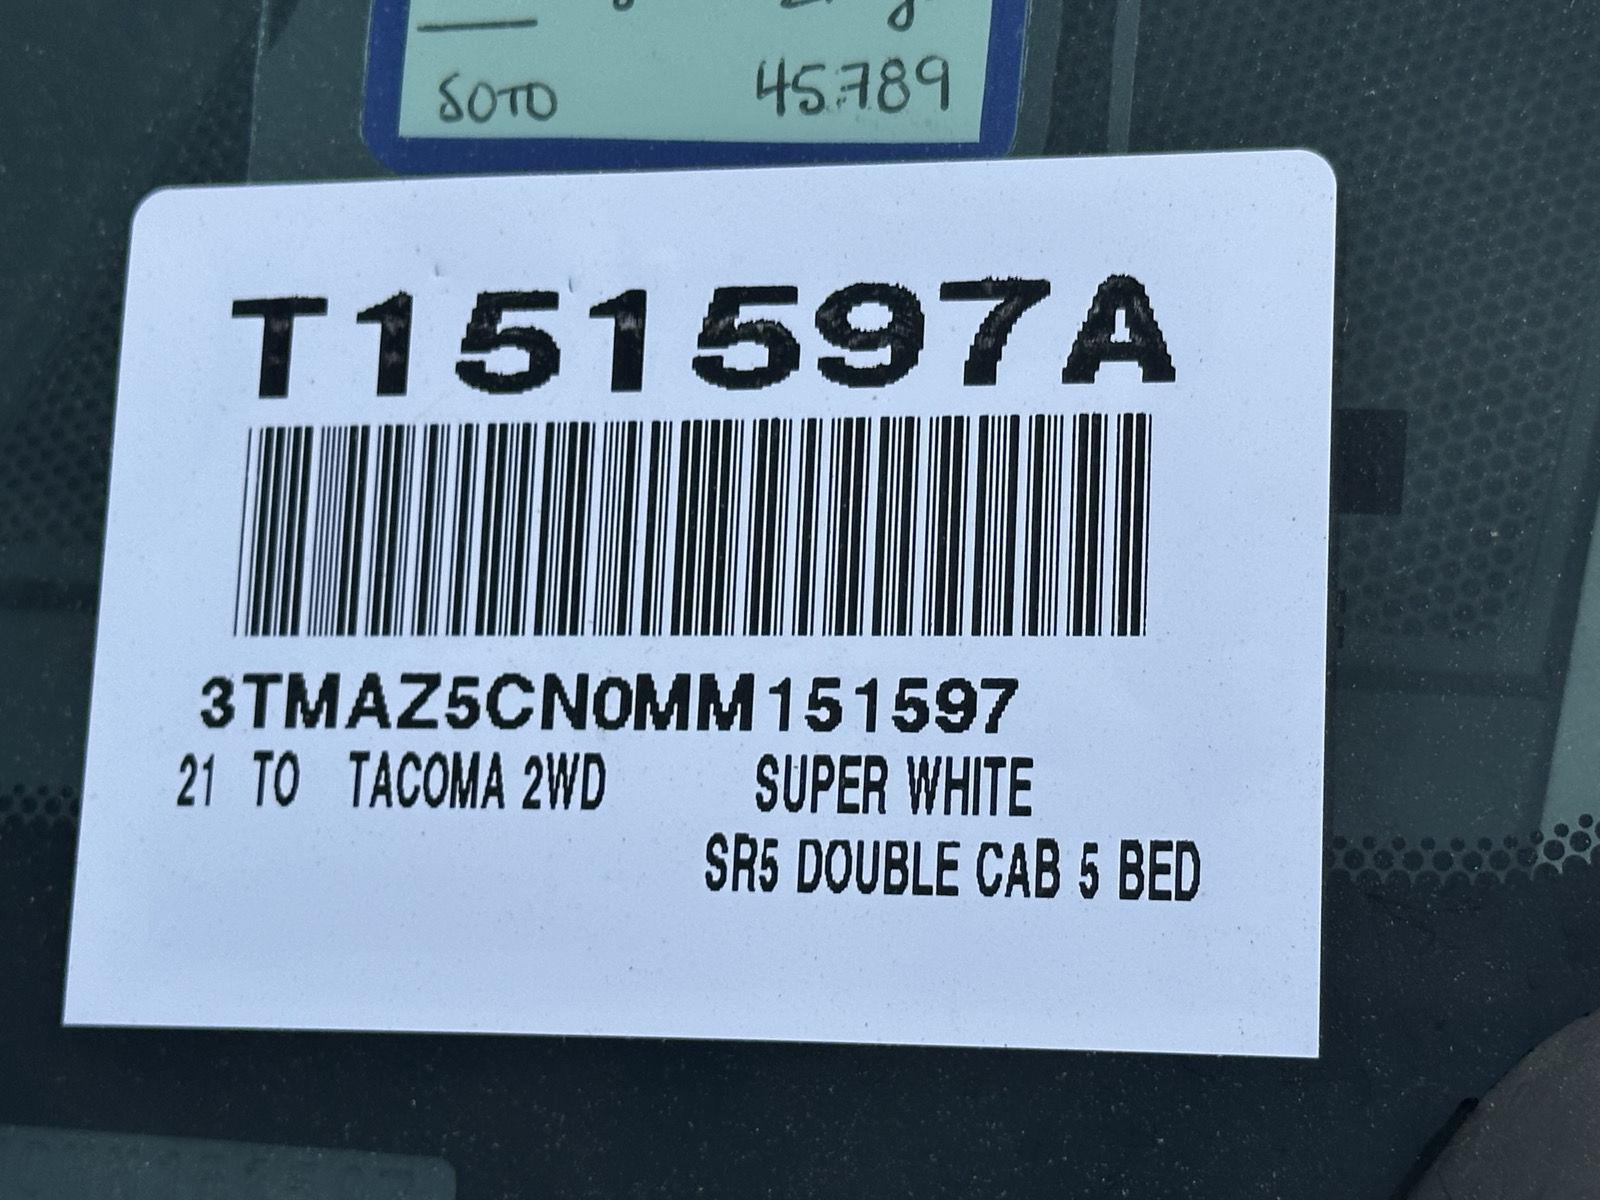 SOTO 45789
T151597A
3TMAZ5CN0MM151597
21 TO TACOMA 2WD SUPER WHITE
SR5 DOUBLE CAB 5 BED